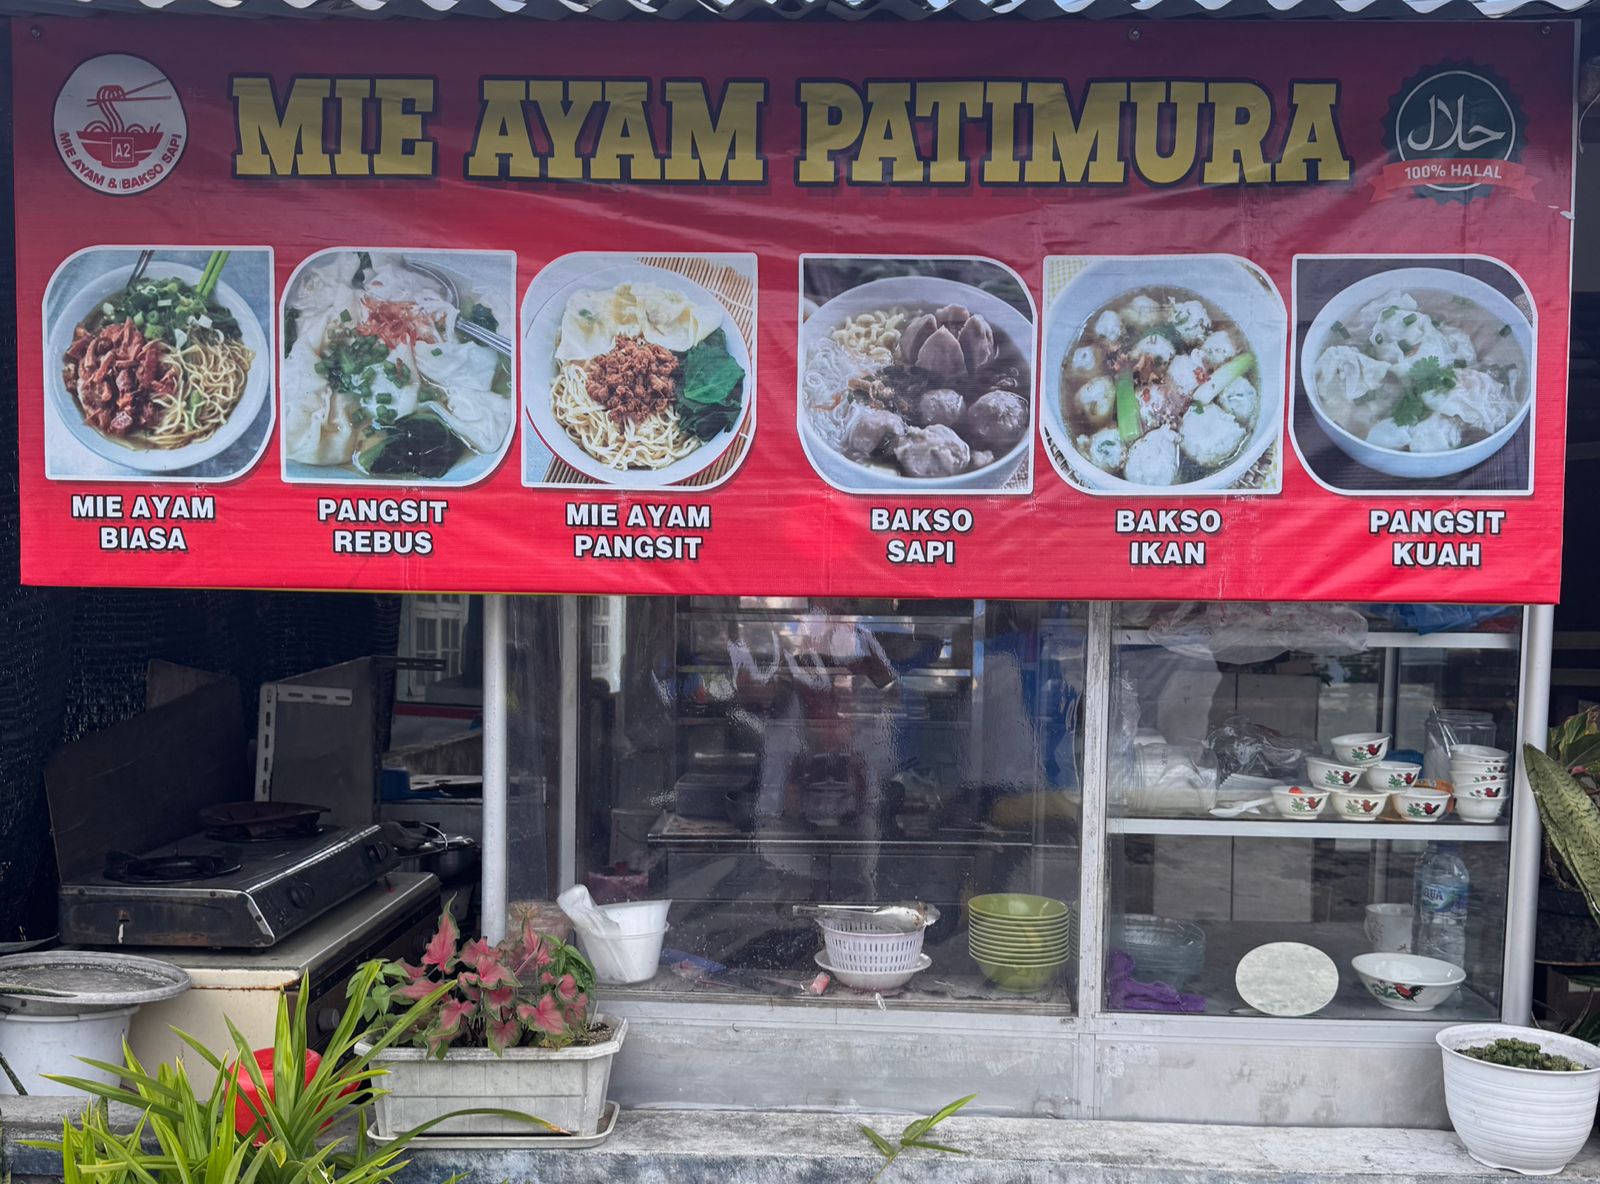 MIE AYAM & BAKSO SAPI
A2
MIE AYAM PATIMURA
حلال
100% HALAL
MIE AYAM
BIASA
PANGSIT
REBUS
MIE AYAM
PANGSIT
BAKSO
SAPI
BAKSO
IKAN
PANGSIT
KUAH
AQUA